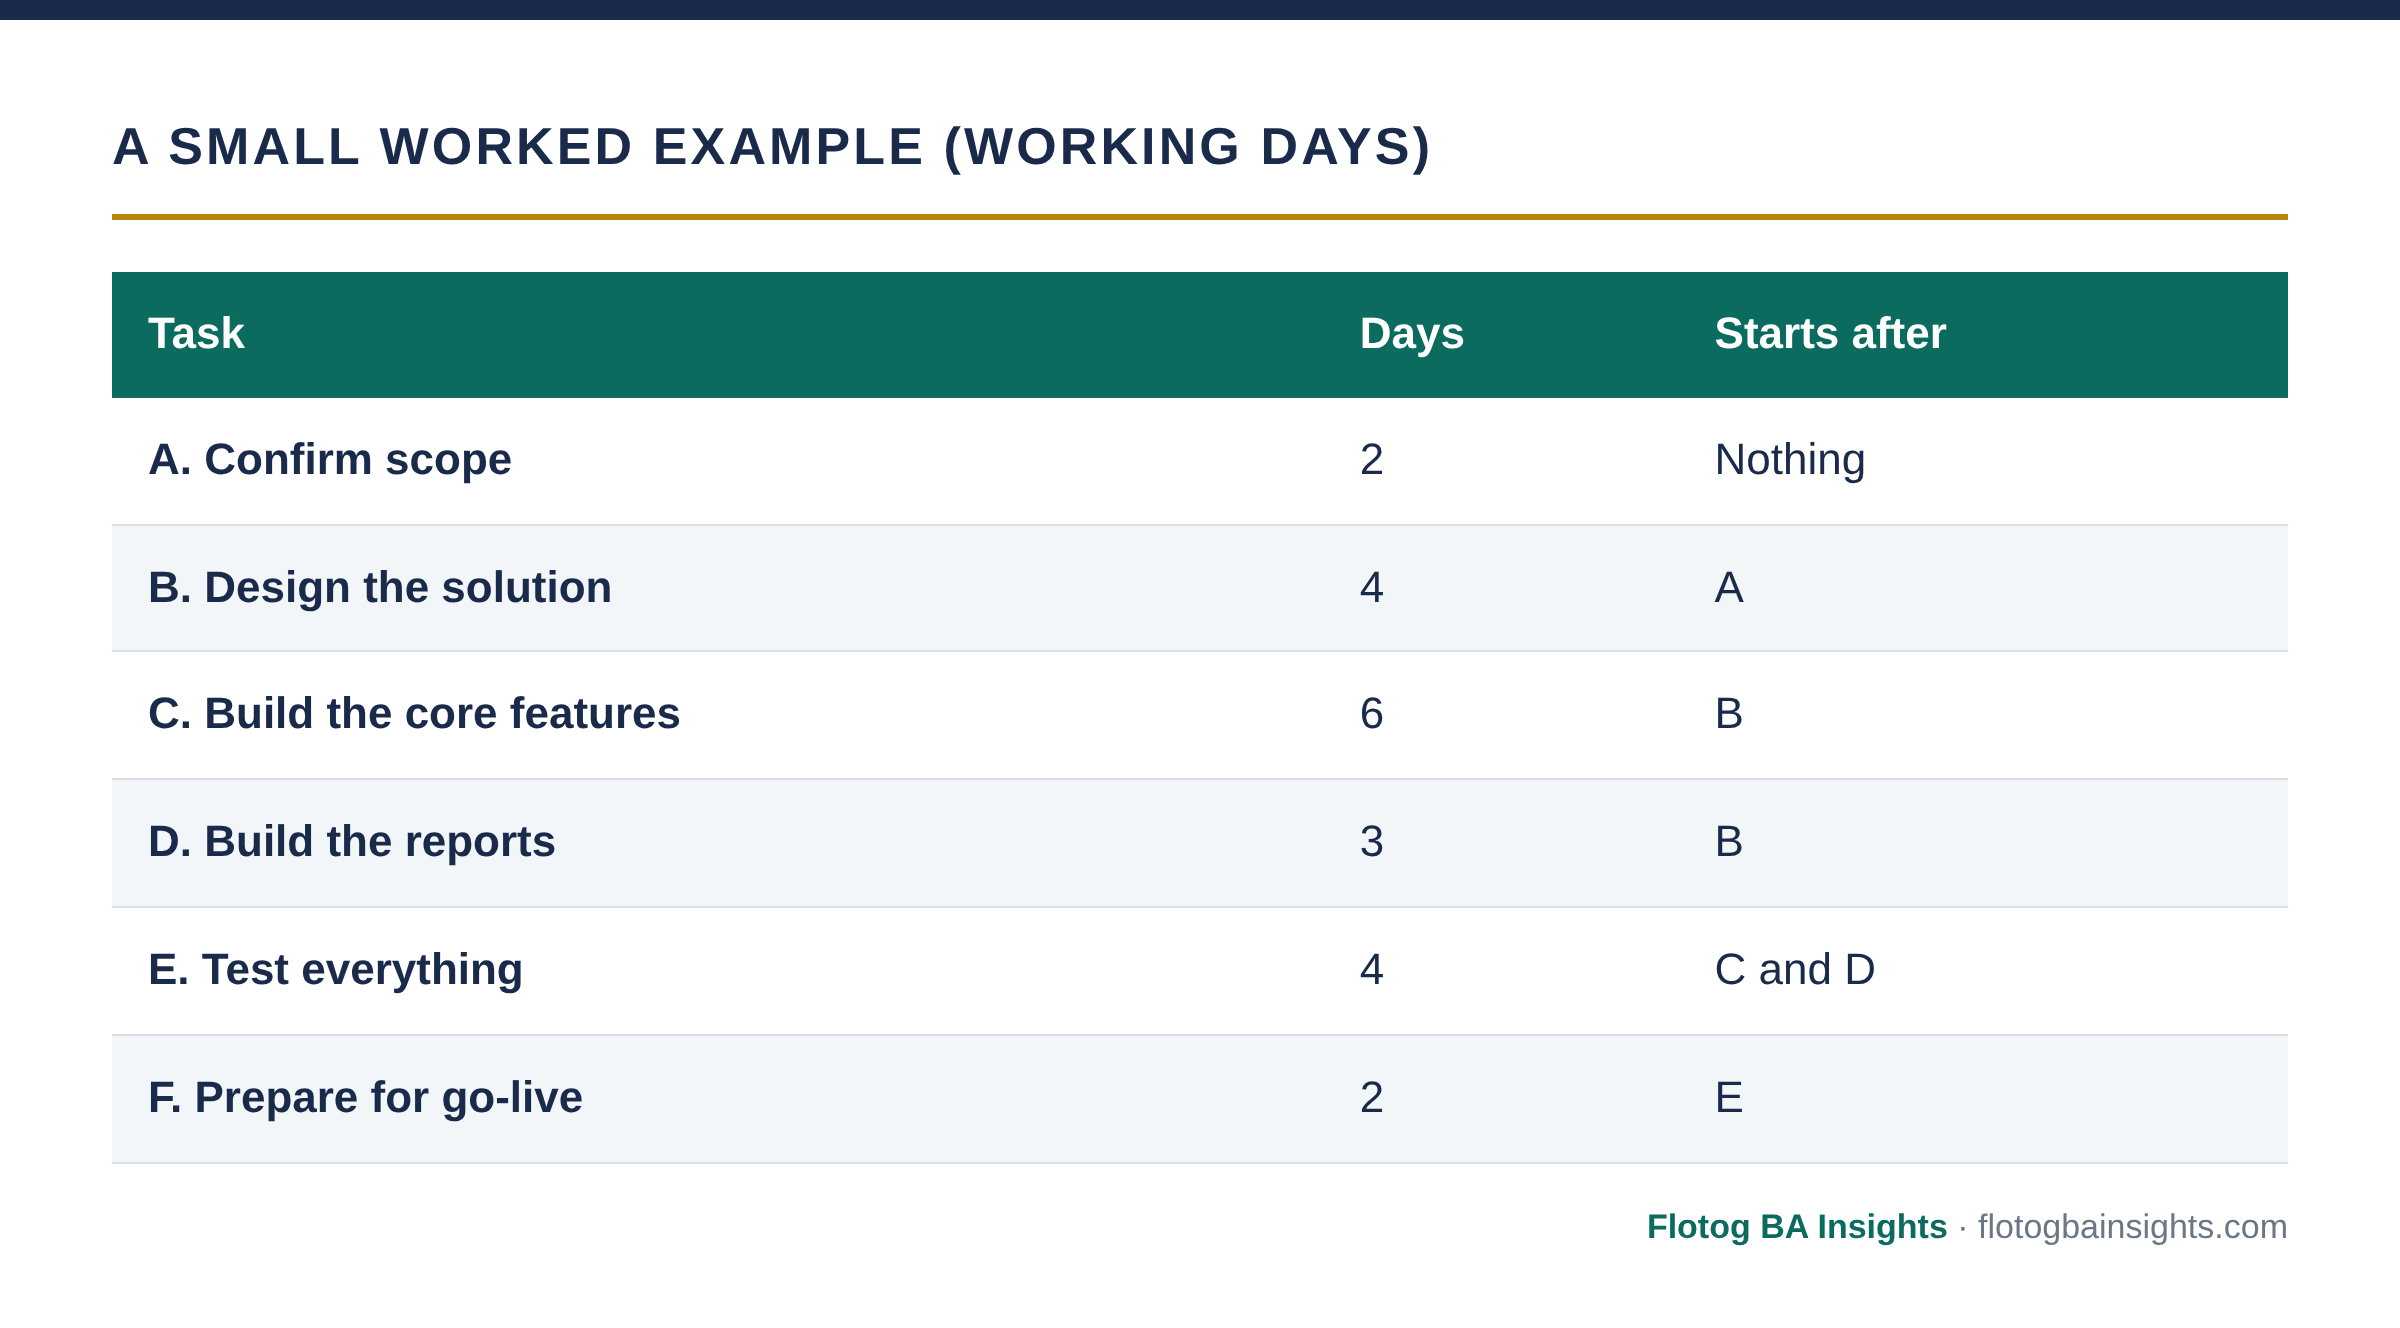 A SMALL WORKED EXAMPLE (WORKING DAYS)
Task Days Starts after
A. Confirm scope 2 Nothing
B. Design the solution 4 A
C. Build the core features 6 B
D. Build the reports 3 B
E. Test everything 4 C and D
F. Prepare for go-live 2 E
Flotog BA Insights · flotogbainsights.com